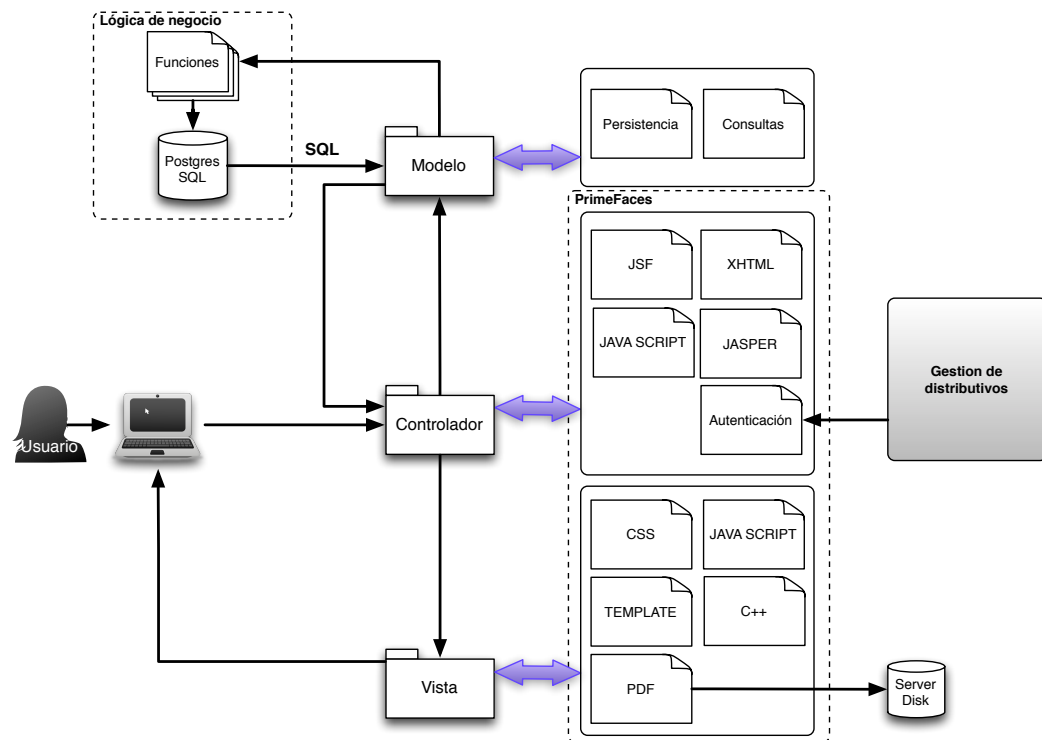 Lógica de negocio
Funciones
Postgres
SQL
SQL
Modelo
Persistencia
Consultas
PrimeFaces
JSF
XHTML
JAVA SCRIPT
JASPER
Autenticación
Gestion de
distributivos
Usuario
Controlador
CSS
JAVA SCRIPT
TEMPLATE
C++
PDF
Vista
Server
Disk